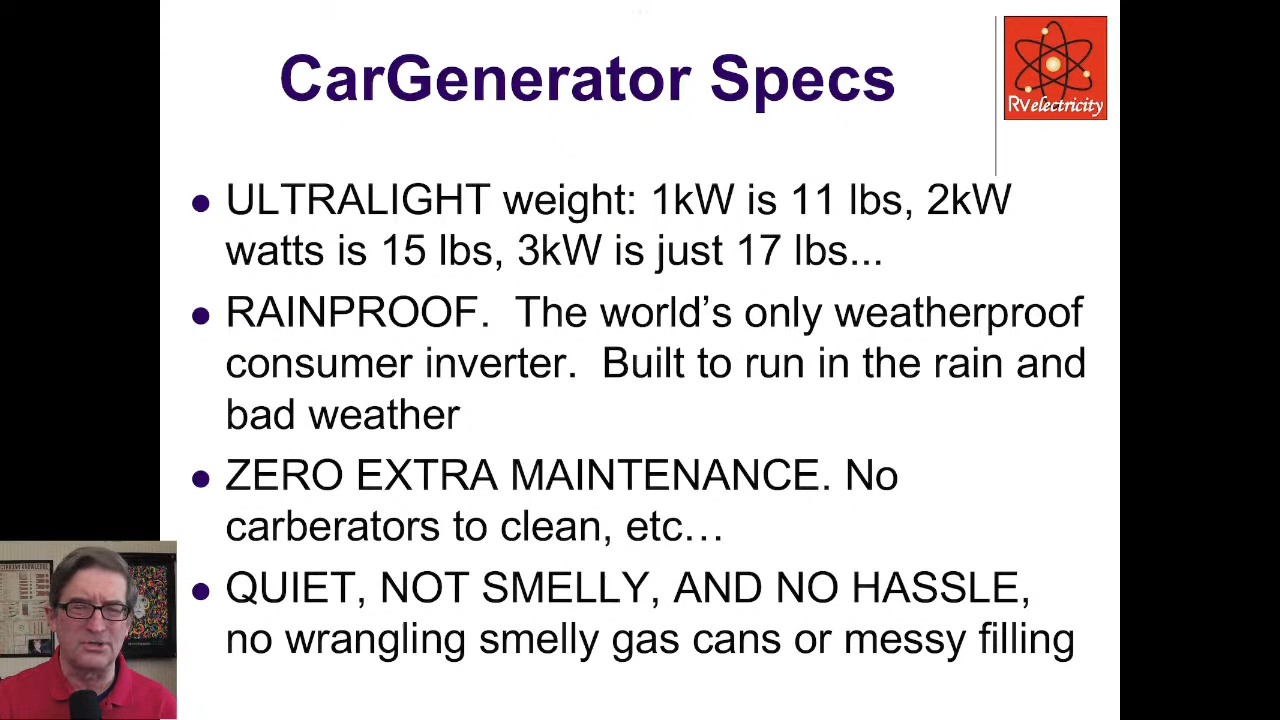 CarGenerator Specs
RVelectricity
ULTRALIGHT weight: 1kW is 11 lbs, 2kW
watts is 15 lbs, 3kW is just 17 lbs...
RAINPROOF. The world’s only weatherproof
consumer inverter. Built to run in the rain and
bad weather
ZERO EXTRA MAINTENANCE. No
carberators to clean, etc…
QUIET, NOT SMELLY, AND NO HASSLE,
no wrangling smelly gas cans or messy filling